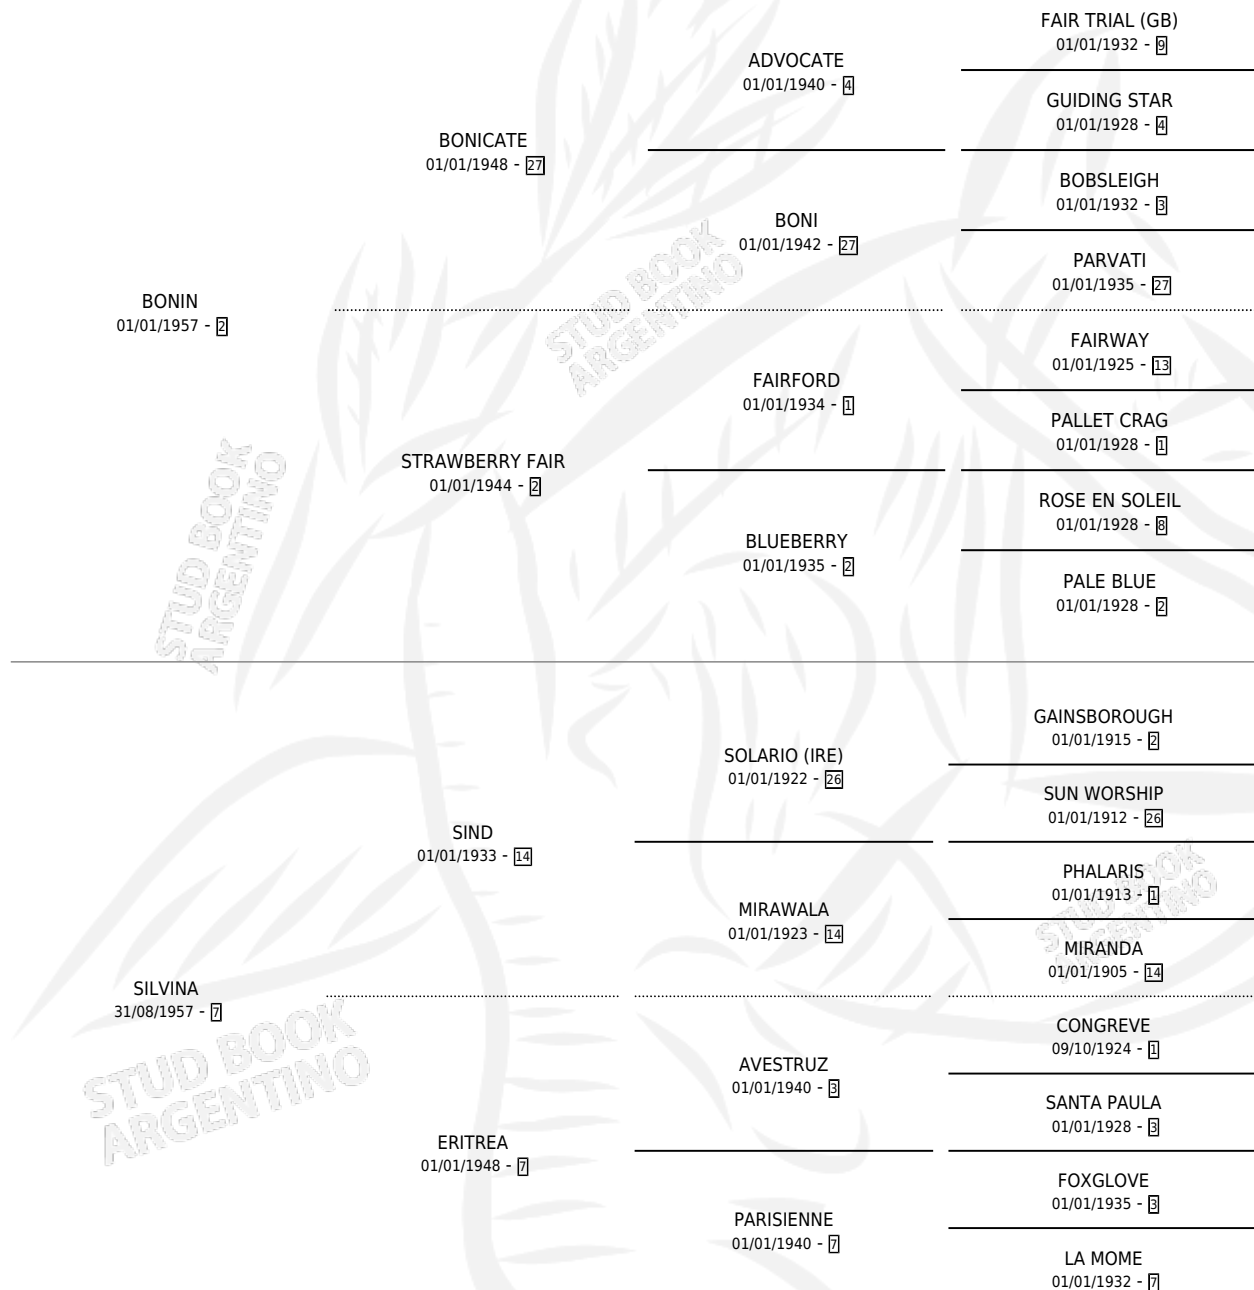 BONIN
01/01/1957 - 2
BONICATE
01/01/1948 - 27
STRAWBERRY FAIR
01/01/1944 - 2
ADVOCATE
01/01/1940 - 4
BONI
01/01/1942 - 27
FAIRFORD
01/01/1934 - 1
BLUEBERRY
01/01/1935 - 2
FAIR TRIAL (GB)
01/01/1932 - 9
GUIDING STAR
01/01/1928 - 4
BOBSLEIGH
01/01/1932 - 3
PARVATI
01/01/1935 - 27
FAIRWAY
01/01/1925 - 13
PALLET CRAG
01/01/1928 - 1
ROSE EN SOLEIL
01/01/1928 - 8
PALE BLUE
01/01/1928 - 2
STUD BOOK
ARGENTINO
STUD BOOK
ARGENTINO
SILVINA
31/08/1957 - 7
SIND
01/01/1933 - 14
ERITREA
01/01/1948 - 7
SOLARIO (IRE)
01/01/1922 - 26
MIRAWALA
01/01/1923 - 14
AVESTRUZ
01/01/1940 - 3
PARISIENNE
01/01/1940 - 7
GAINSBOROUGH
01/01/1915 - 2
SUN WORSHIP
01/01/1912 - 26
PHALARIS
01/01/1913 - 1
MIRANDA
01/01/1905 - 14
CONGREVE
09/10/1924 - 1
SANTA PAULA
01/01/1928 - 3
FOXGLOVE
01/01/1935 - 3
LA MOME
01/01/1932 - 7
STUD BOOK
ARGENTINO
STUD BOOK
ARGENTINO